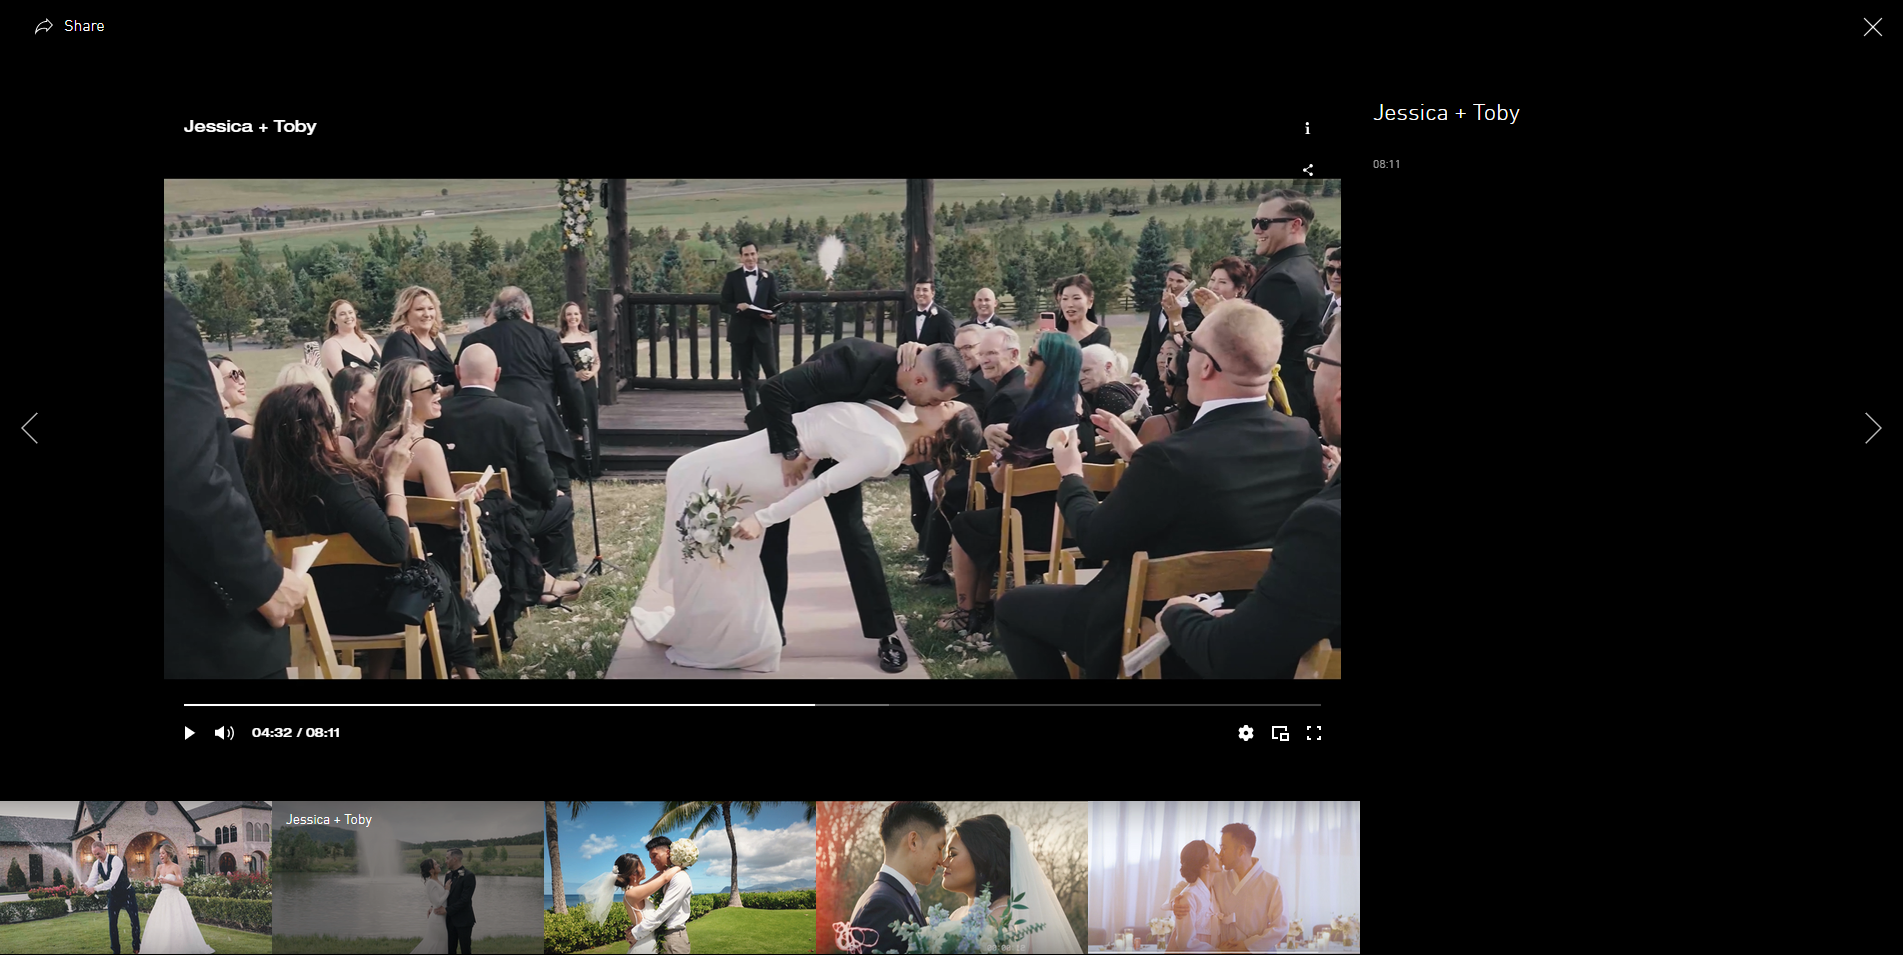 Share
Jessica + Toby
Jessica + Toby
08:11
04:32 / 08:11
Jessica + Toby